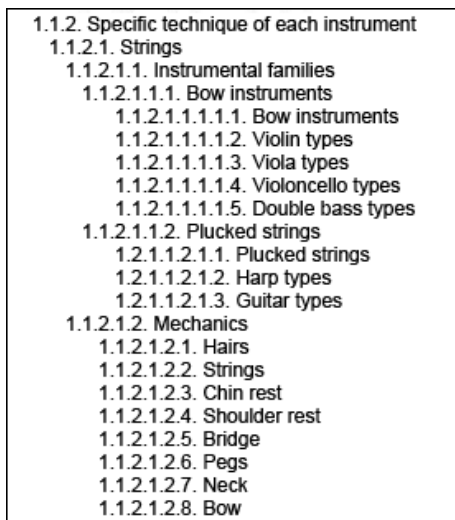 1.1.2. Specific technique of each instrument
1.1.2.1. Strings
1.1.2.1.1. Instrumental families
1.1.2.1.1.1. Bow instruments
1.1.2.1.1.1.1.1. Bow instruments
1.1.2.1.1.1.1.2. Violin types
1.1.2.1.1.1.1.3. Viola types
1.1.2.1.1.1.1.4. Violoncello types
1.1.2.1.1.1.1.5. Double bass types
1.1.2.1.1.2. Plucked strings
1.2.1.1.2.1.1. Plucked strings
1.2.1.1.2.1.2. Harp types
1.2.1.1.2.1.3. Guitar types
1.1.2.1.2. Mechanics
1.1.2.1.2.1. Hairs
1.1.2.1.2.2. Strings
1.1.2.1.2.3. Chin rest
1.1.2.1.2.4. Shoulder rest
1.1.2.1.2.5. Bridge
1.1.2.1.2.6. Pegs
1.1.2.1.2.7. Neck
1.1.2.1.2.8. Bow